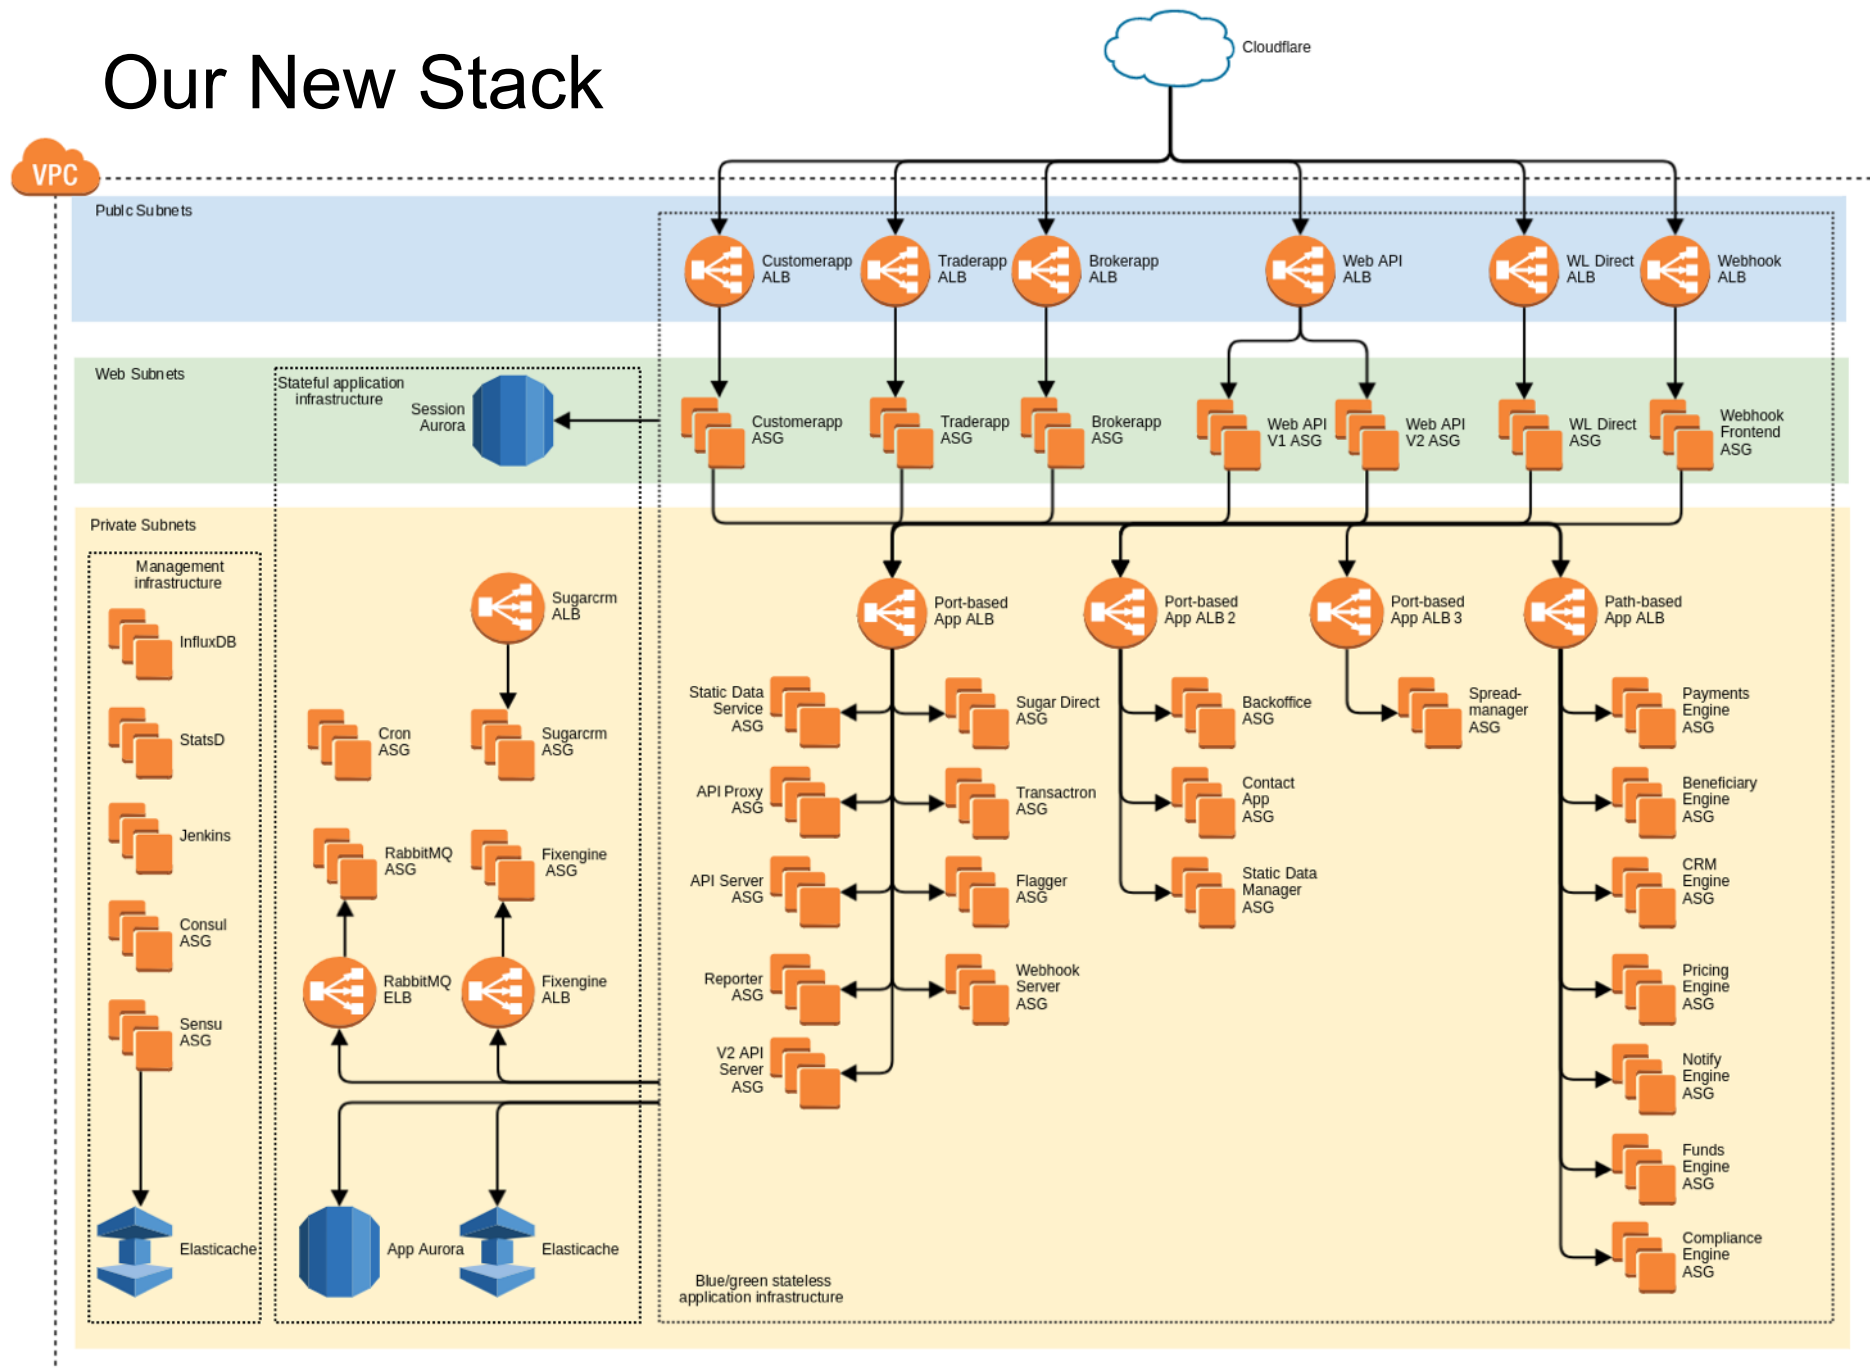 Our New Stack
Cloudflare
VPC
Publc Subnets
Customerapp
ALB
Traderapp
ALB
Brokerapp
ALB
Web API
ALB
WL Direct
ALB
Webhook
ALB
Web Subnets
Stateful application
infrastructure
Session
Aurora
Customerapp
ASG
Traderapp
ASG
Brokerapp
ASG
Web API
V1 ASG
Web API
V2 ASG
WL Direct
ASG
Webhook
Frontend
ASG
Private Subnets
Management
infrastructure
InfluxDB
StatsD
Jenkins
Consul
ASG
Sensu
ASG
Elasticache
Sugarcrm
ALB
Cron
ASG
Sugarcrm
ASG
RabbitMQ
ASG
Fixengine
ASG
RabbitMQ
ELB
Fixengine
ALB
App Aurora
Elasticache
Port-based
App ALB
Port-based
App ALB 2
Port-based
App ALB 3
Path-based
App ALB
Static Data
Service
ASG
Sugar Direct
ASG
API Proxy
ASG
Transactron
ASG
API Server
ASG
Flagger
ASG
Reporter
ASG
Webhook
Server
ASG
V2 API
Server
ASG
Backoffice
ASG
Contact
App
ASG
Static Data
Manager
ASG
Spread-
manager
ASG
Payments
Engine
ASG
Beneficiary
Engine
ASG
CRM
Engine
ASG
Pricing
Engine
ASG
Notify
Engine
ASG
Funds
Engine
ASG
Compliance
Engine
ASG
Blue/green stateless
application infrastructure